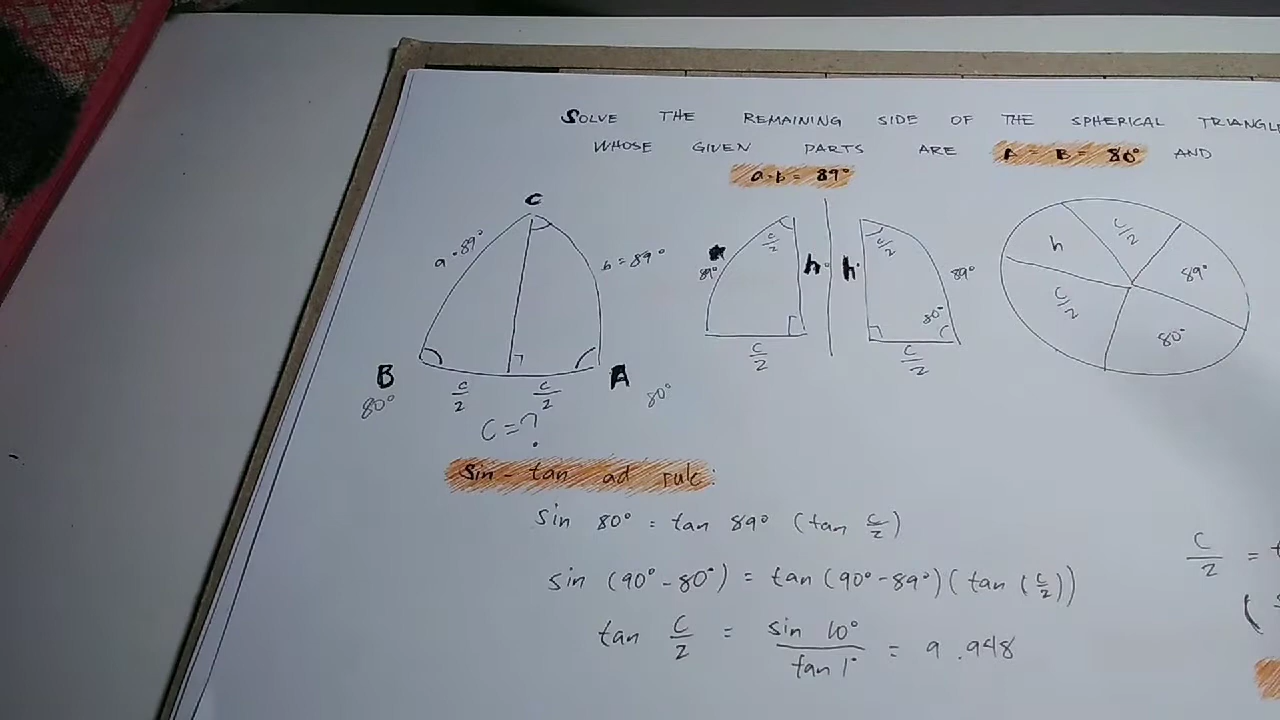 SOLVE THE REMAINING SIDE OF THE SPHERICAL TRIANGLE
WHOSE GIVEN PARTS ARE A = B = 80° AND
a=b = 89°
C
a=89°
b = 89°
B
80°
A
80°
c/2
c/2
C = ?
89°
c/2
h
c/2
h
c/2
89°
80°
c/2
h
c/2
89°
80°
c/2
Sin - tan ad rule:
sin 80° = tan 89° (tan c/2)
sin (90° - 80°) = tan (90° - 89°) (tan (c/2))
tan c/2 = sin 10° / tan 1° = 9.948
c/2 =
(